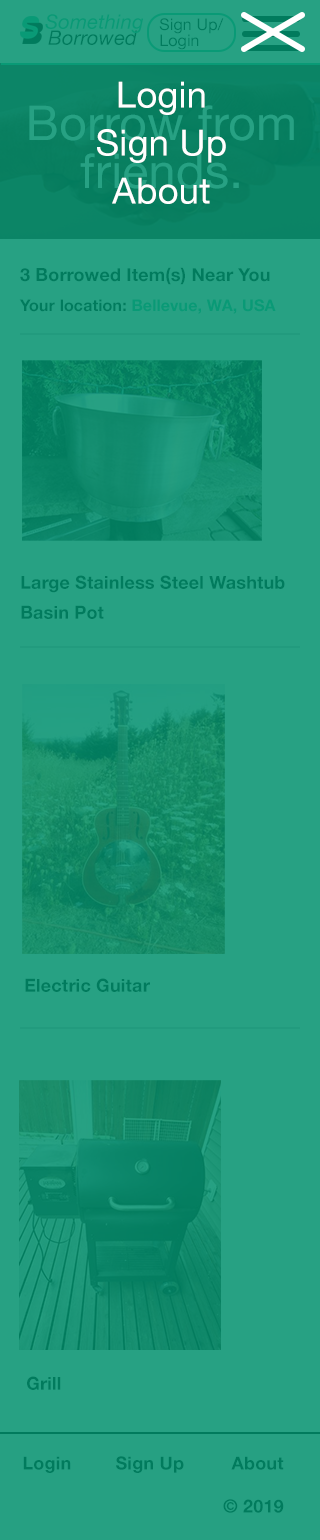 Something
Borrowed
Sign Up/
Login
Login
Borrow from
Sign Up
friends.
About
3 Borrowed Item(s) Near You
Your location: Bellevue, WA, USA
Large Stainless Steel Washtub
Basin Pot
Electric Guitar
Grill
Login Sign Up About
© 2019